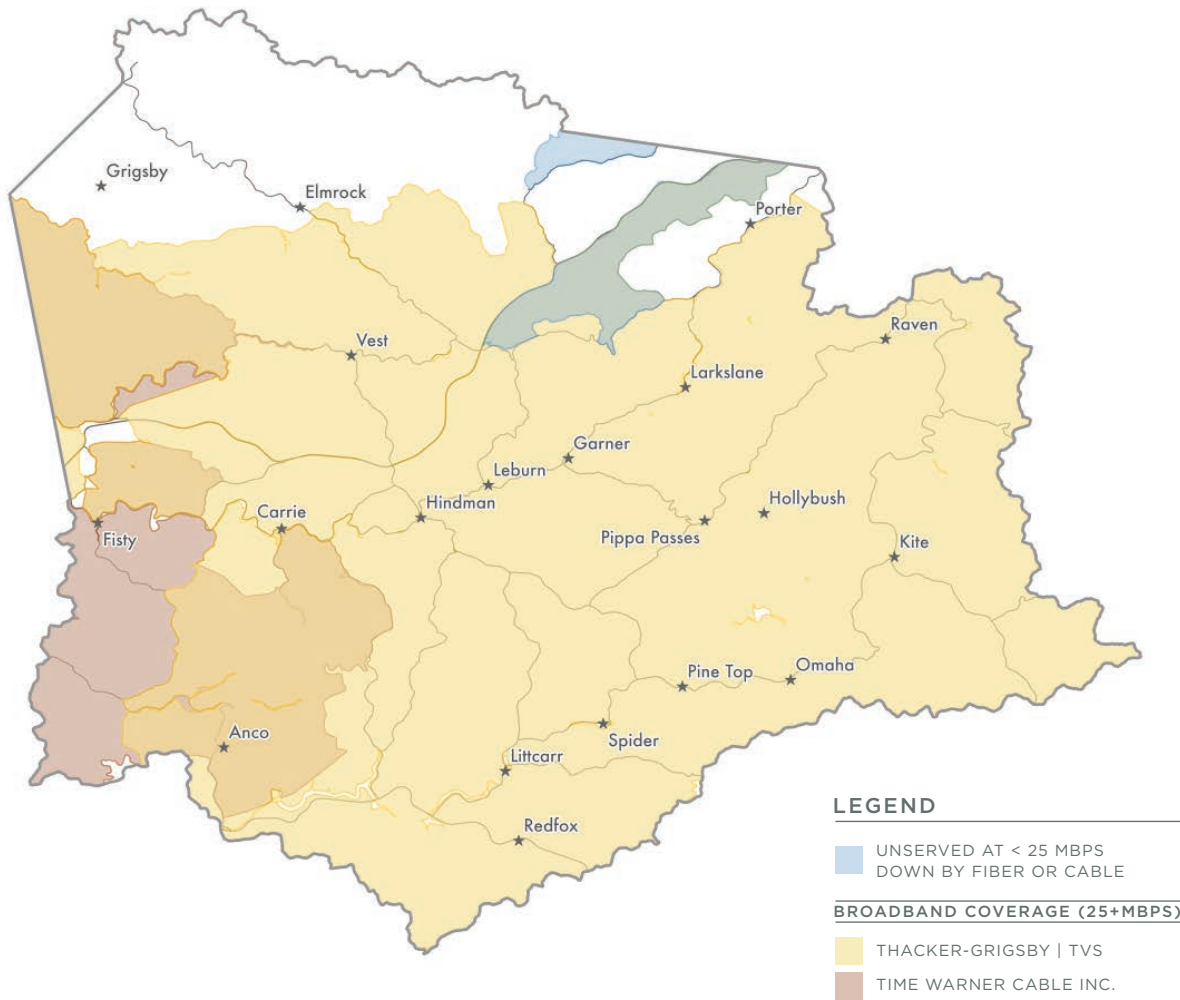 Grigsby
Elmrock
Porter
Raven
Vest
Larkslane
Garner
Leburn
Hindman
Hollybush
Carrie
Pippa Passes
Fisty
Kite
Omaha
Pine Top
Anco
Spider
Littcarr
Redfox
LEGEND
UNSERVED AT < 25 MBPS
DOWN BY FIBER OR CABLE
BROADBAND COVERAGE (25+MBPS)
THACKER-GRIGSBY | TVS
TIME WARNER CABLE INC.